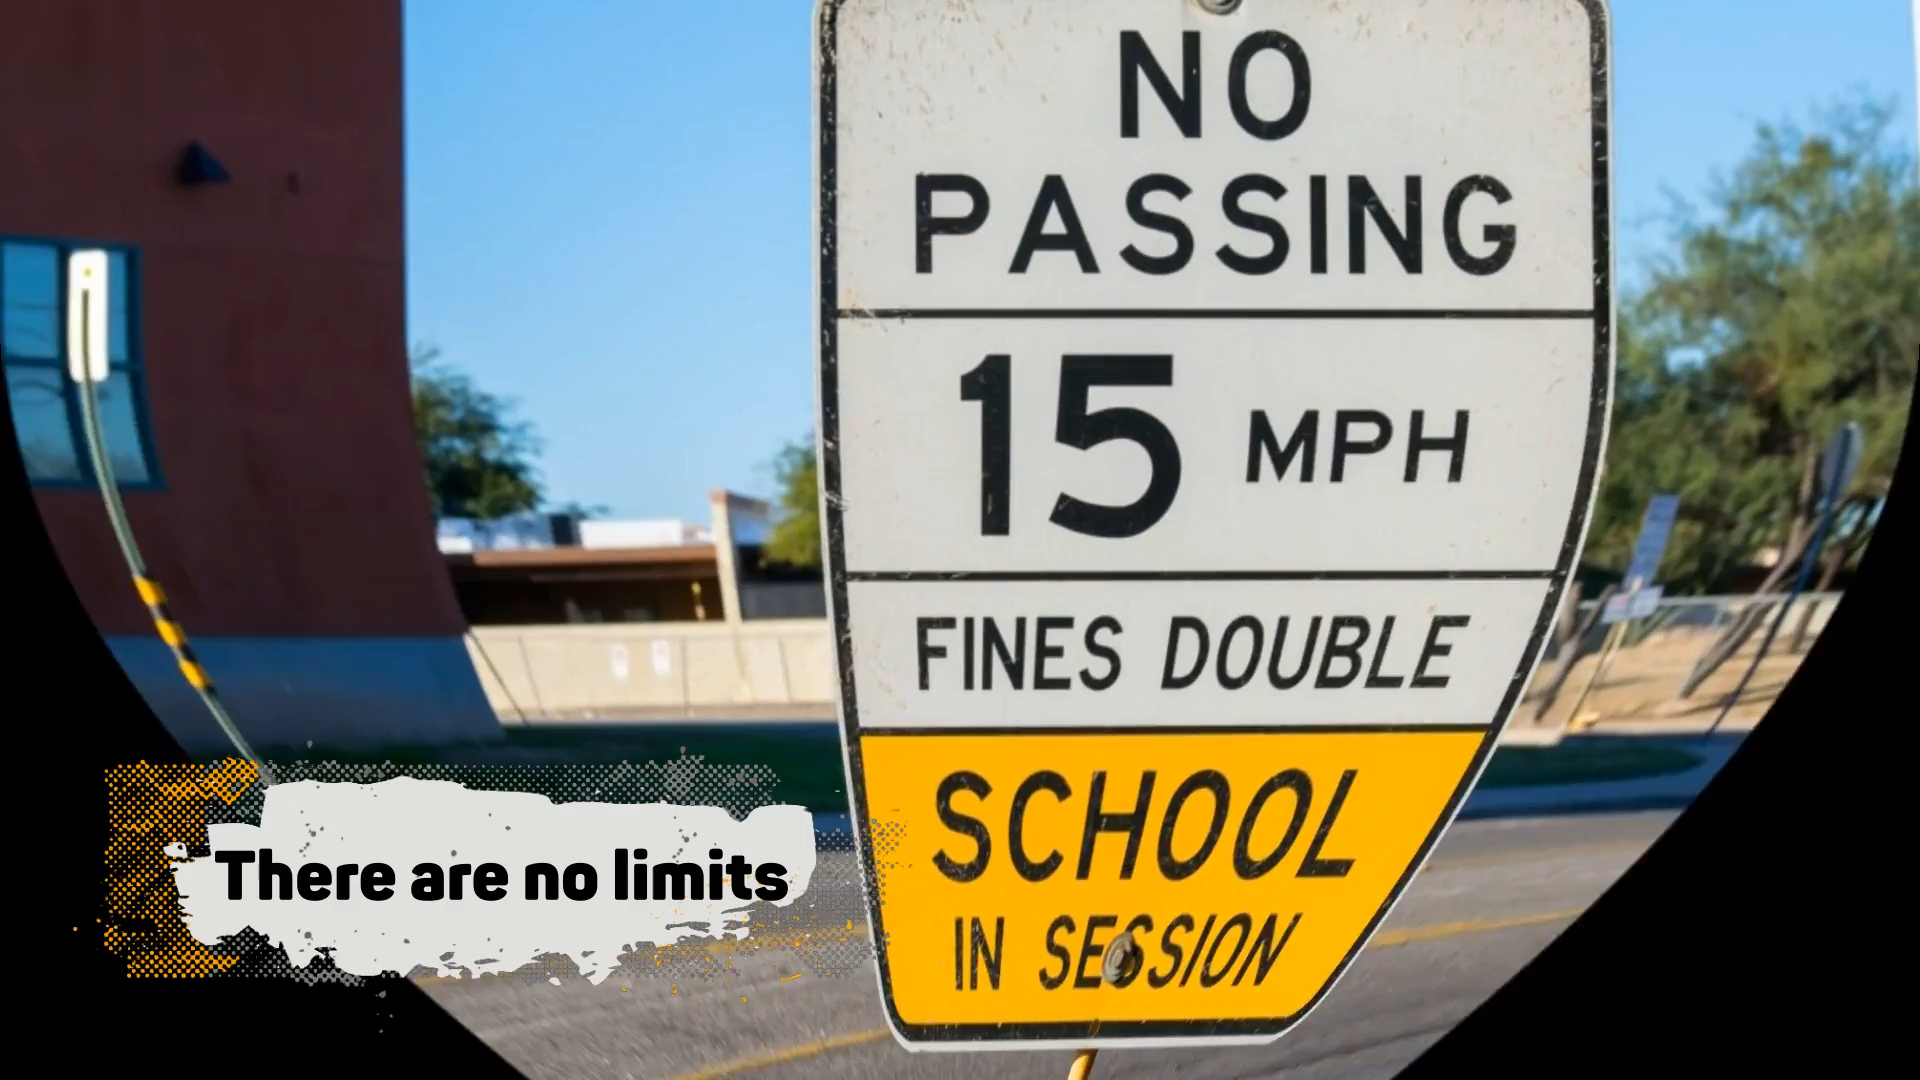 NO
PASSING
15 MPH
FINES DOUBLE
SCHOOL
IN SESSION
There are no limits